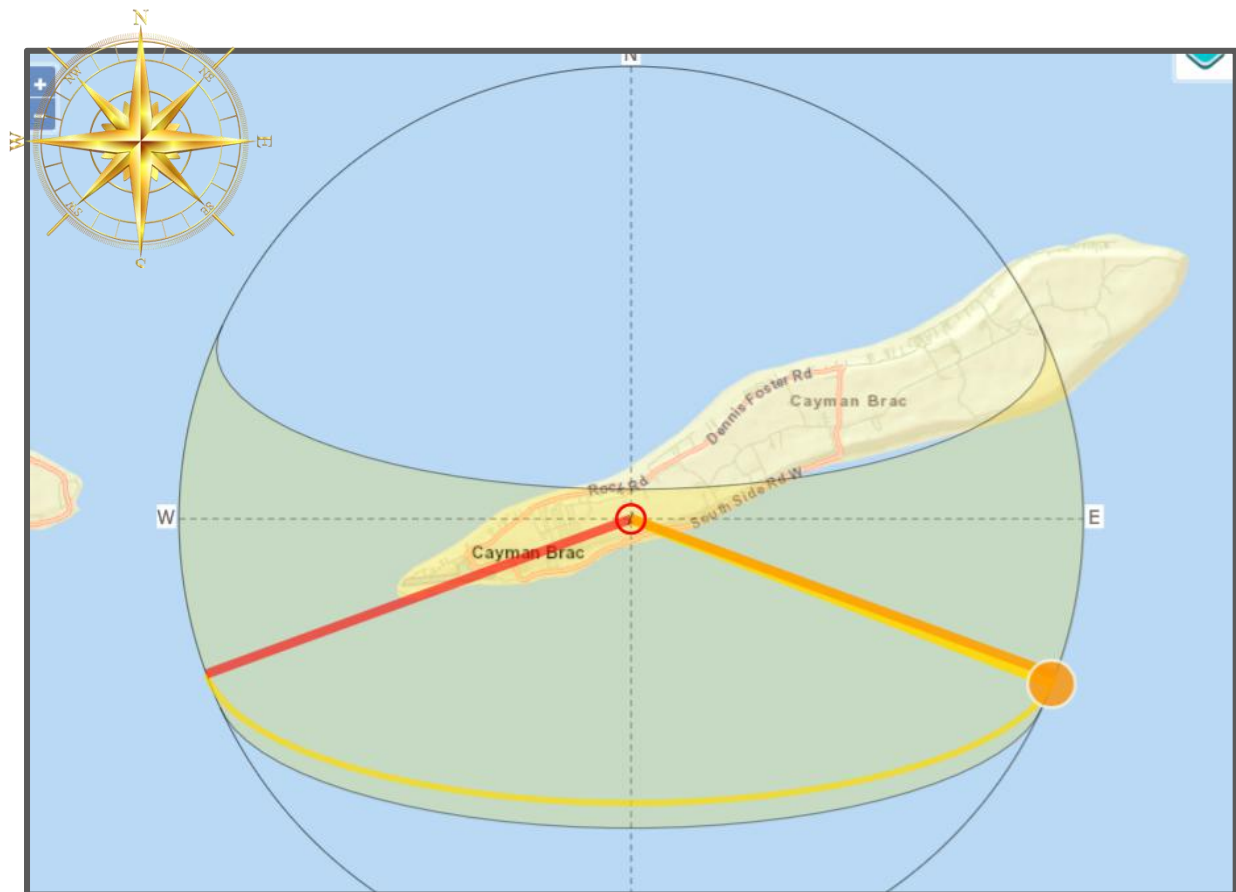 N
NW
NE
W
E
SW
SE
S
+
−
N
Dennis Foster Rd
Cayman Brac
Rock Rd
South Side Rd W
W
E
Cayman Brac